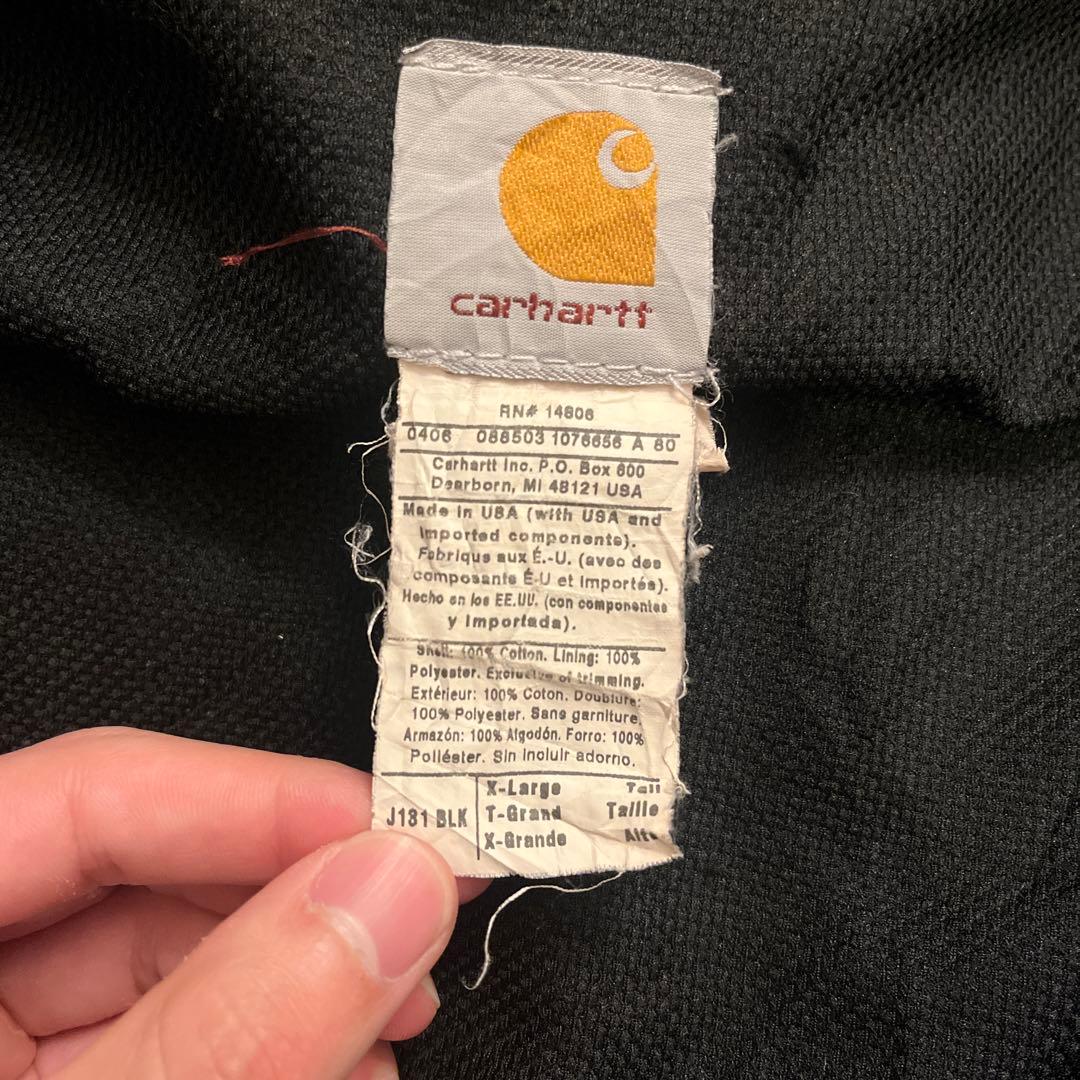 carhartt
RN# 14806
0406 088503 1076656 A 80
Carhartt Inc. P.O. Box 600
Dearborn, MI 48121 USA
Made in USA (with USA and
imported components).
Fabrique aux É.-U. (avec des
composants É-U et importés).
Hecho en los EE.UU. (con componentes
y importada).
Shell: 100% Cotton. Lining: 100%
Polyester. Exclusive of trimming.
Extérieur: 100% Coton. Doublure:
100% Polyester. Sans garniture.
Armazón: 100% Algodón. Forro: 100%
Poliéster. Sin incluir adorno.
J131 BLK
X-Large Tall
T-Grand Taille
X-Grande Alto